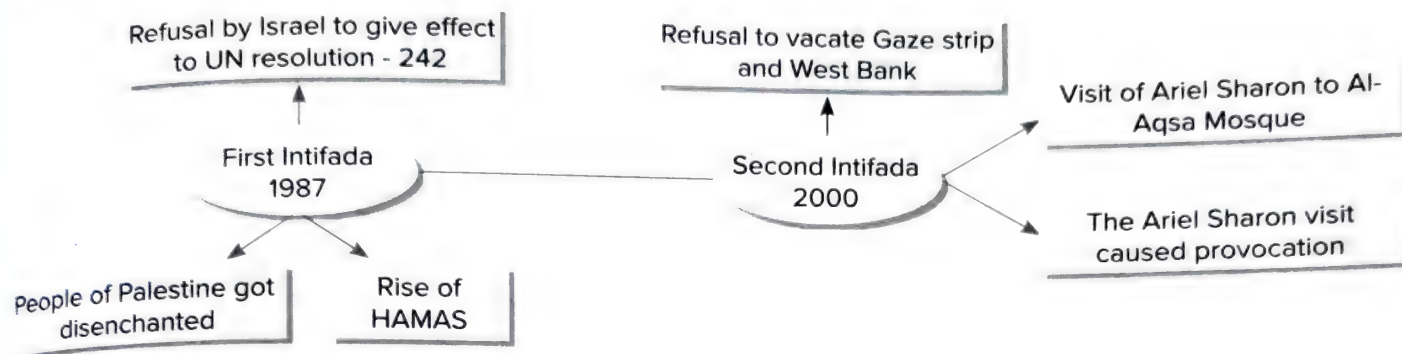 Refusal by Israel to give effect
to UN resolution - 242
Refusal to vacate Gaze strip
and West Bank
Visit of Ariel Sharon to Al-
Aqsa Mosque
First Intifada
1987
Second Intifada
2000
The Ariel Sharon visit
caused provocation
People of Palestine got
disenchanted
Rise of
HAMAS